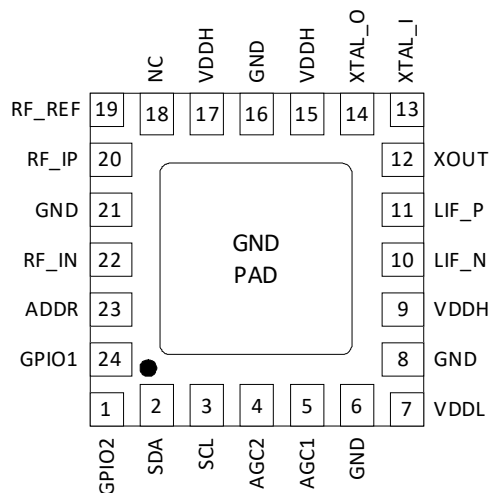 NC
VDDH
GND
VDDH
XTAL_O
XTAL_I
18
17
16
15
14
13
RF_REF 19
RF_IP 20
GND 21
RF_IN 22
ADDR 23
GPIO1 24
GND
PAD
12 XOUT
11 LIF_P
10 LIF_N
9 VDDH
8 GND
7 VDDL
1
2
3
4
5
6
GPIO2
SDA
SCL
AGC2
AGC1
GND